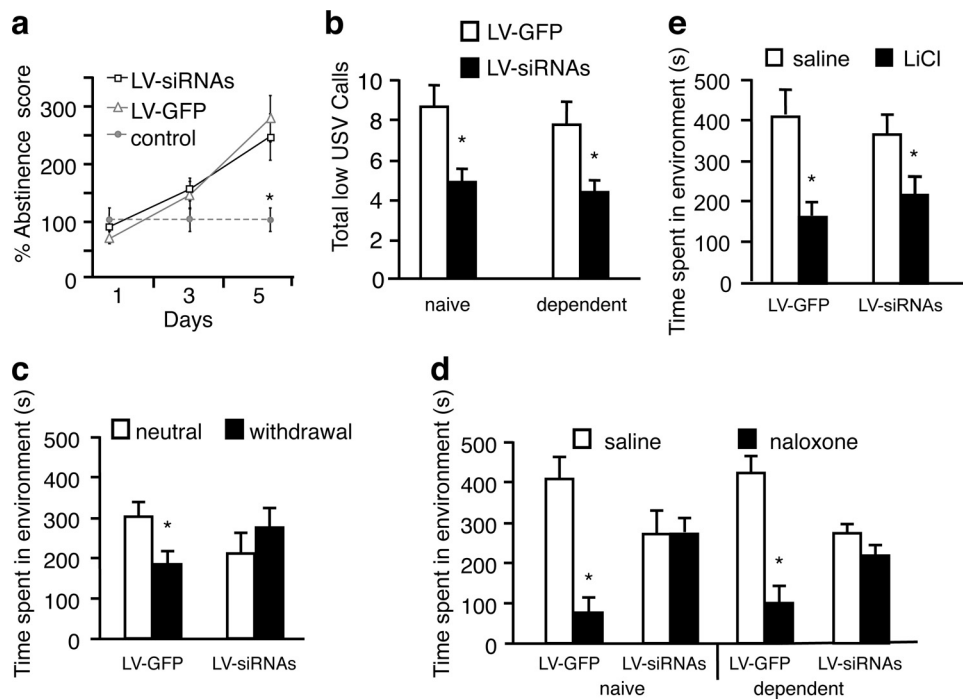 a
LV-siRNAs
LV-GFP
control
% Abstinence score
300
200
100
0
*
1 3 5
Days
b
LV-GFP
LV-siRNAs
Total low USV Calls
10
8
6
4
2
0
* *
naive dependent
e
saline LiCl
Time spent in environment (s)
500
400
300
200
100
0
* *
LV-GFP LV-siRNAs
c
neutral withdrawal
Time spent in environment (s)
500
400
300
200
100
0
*
LV-GFP LV-siRNAs
d
saline naloxone
Time spent in environment (s)
500
400
300
200
100
0
* *
LV-GFP LV-siRNAs LV-GFP LV-siRNAs
naive dependent